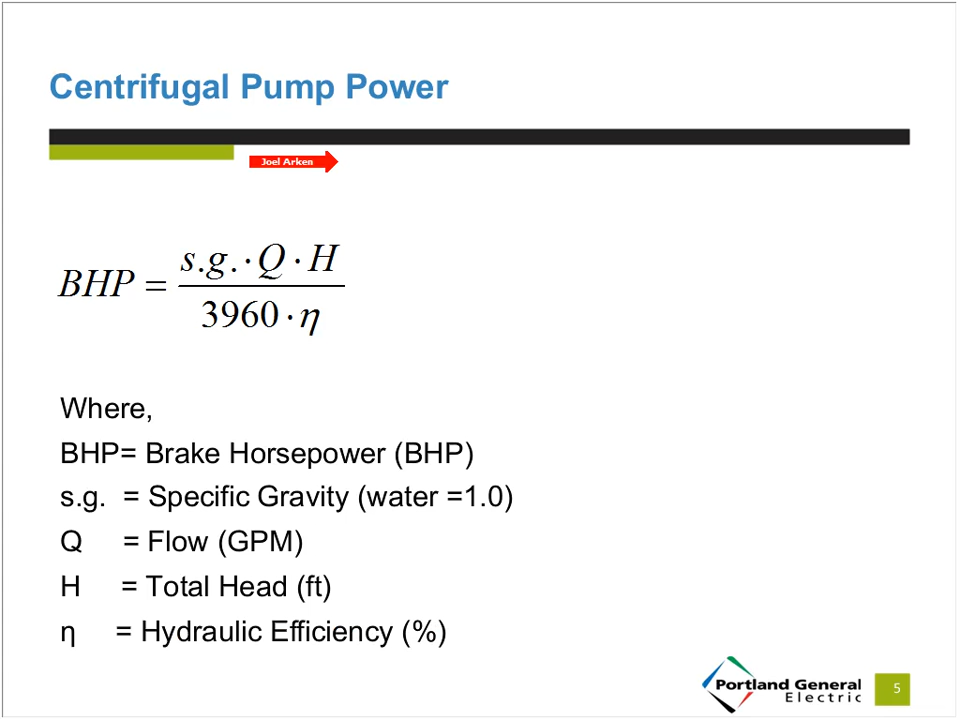 Centrifugal Pump Power
Joel Arken
BHP = s.g. · Q · H / 3960 · η
Where,
BHP= Brake Horsepower (BHP)
s.g. = Specific Gravity (water =1.0)
Q = Flow (GPM)
H = Total Head (ft)
η = Hydraulic Efficiency (%)
Portland General
Electric
5